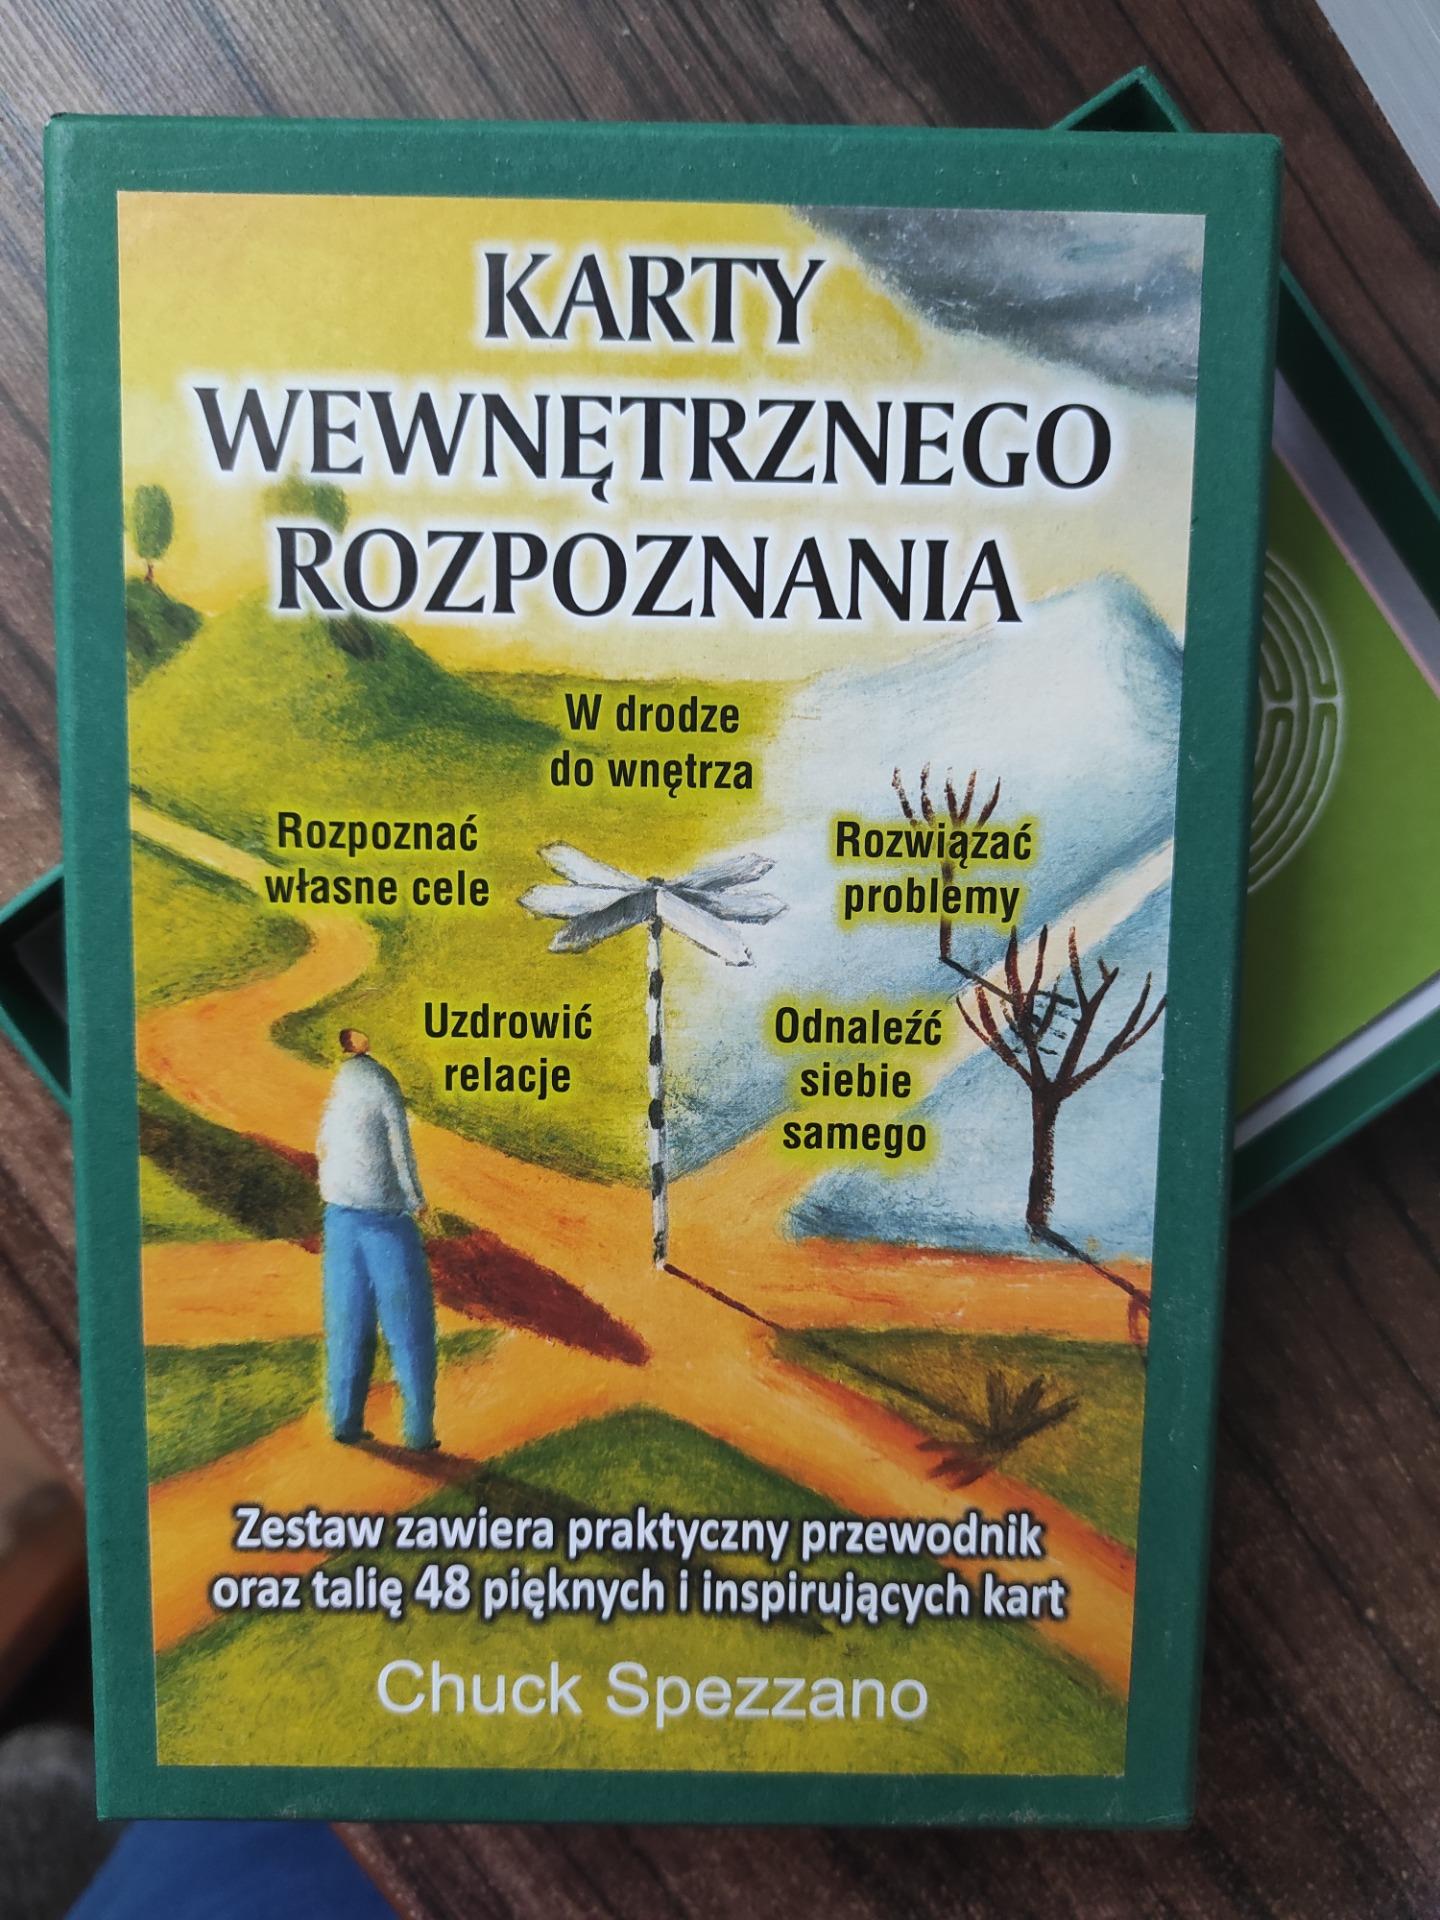 KARTY
WEWNĘTRZNEGO
ROZPOZNANIA
W drodze
do wnętrza
Rozpoznać
własne cele
Rozwiązać
problemy
Uzdrowić
relacje
Odnaleźć
siebie
samego
Zestaw zawiera praktyczny przewodnik
oraz talię 48 pięknych i inspirujących kart
Chuck Spezzano